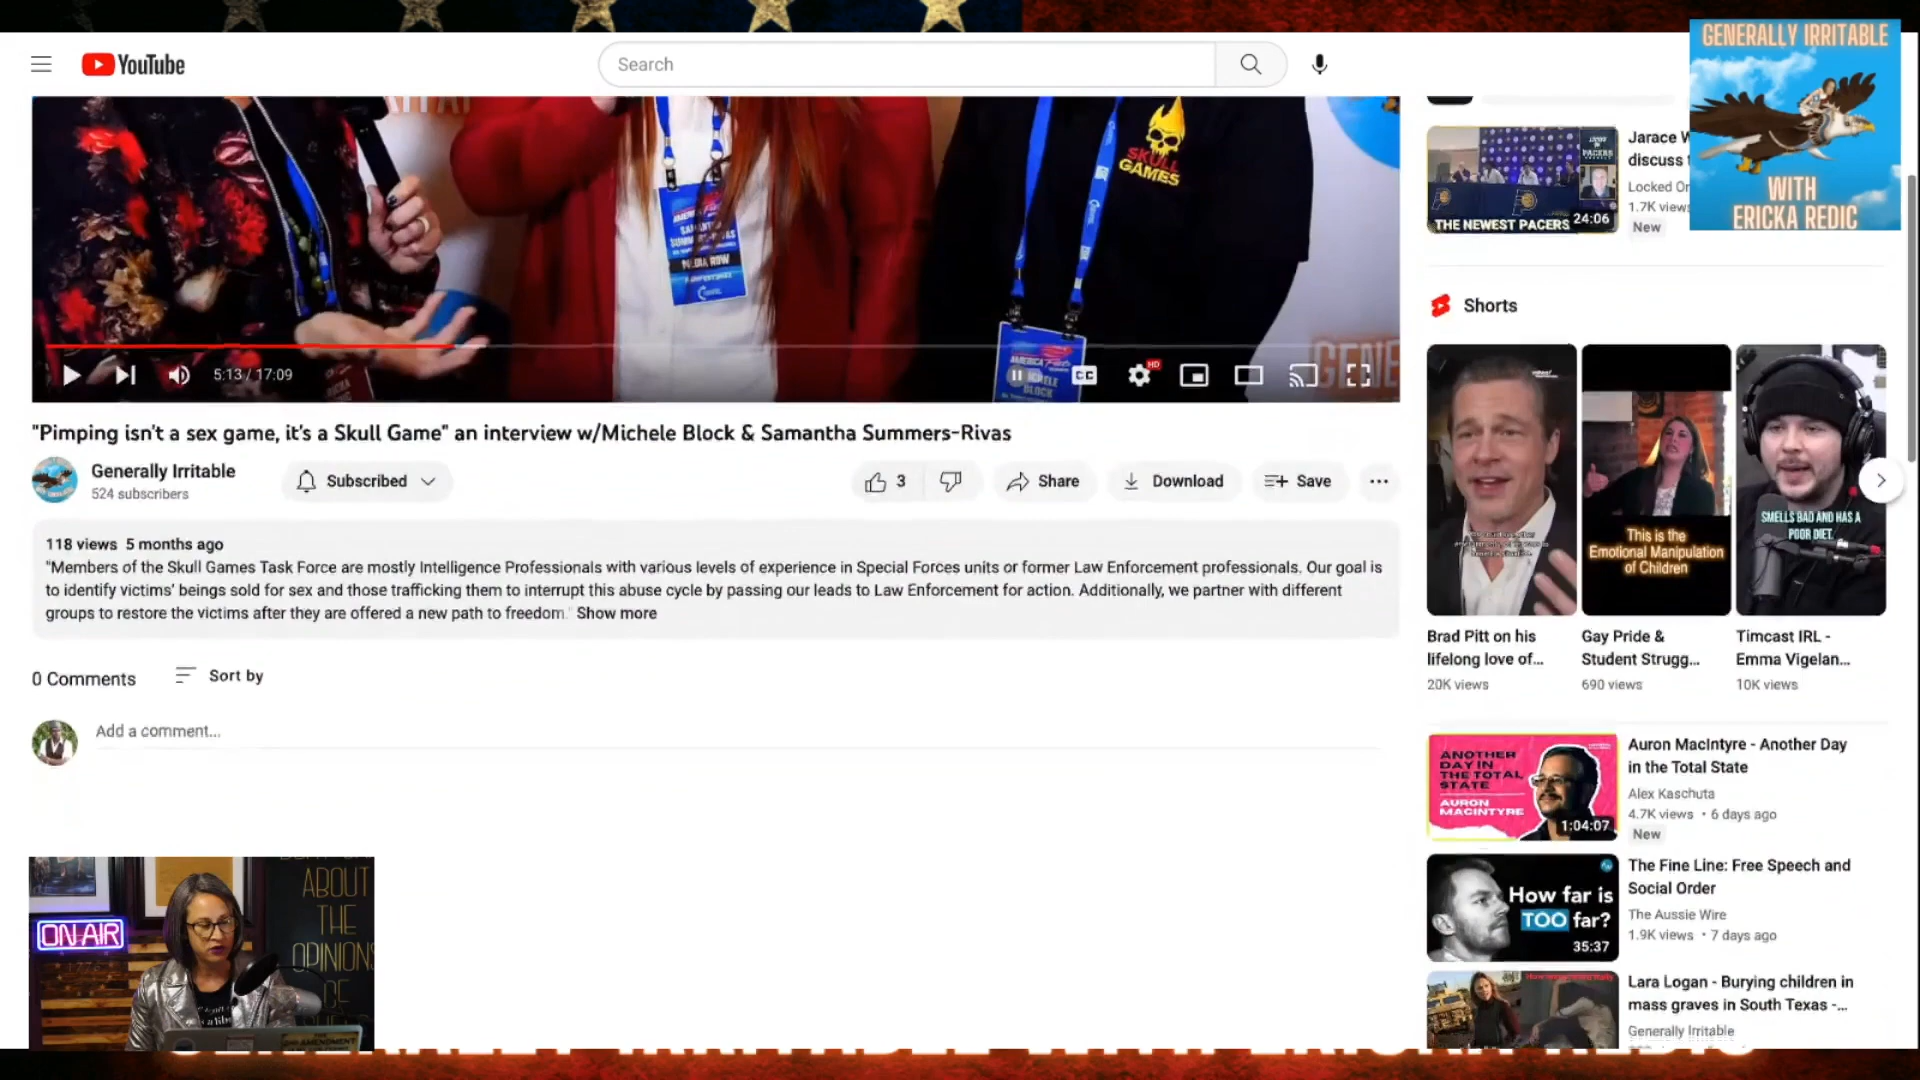 GENERALLY IRRITABLE
WITH
ERICKA REDIC
YouTube
Search
SKULL
GAMES
MEDIA ROW
5:13 / 17:09
CC
HD
"Pimping isn't a sex game, it's a Skull Game" an interview w/Michele Block & Samantha Summers-Rivas
Generally Irritable
524 subscribers
Subscribed
3
Share
Download
Save
118 views 5 months ago
"Members of the Skull Games Task Force are mostly Intelligence Professionals with various levels of experience in Special Forces units or former Law Enforcement professionals. Our goal is
to identify victims' beings sold for sex and those trafficking them to interrupt this abuse cycle by passing our leads to Law Enforcement for action. Additionally, we partner with different
groups to restore the victims after they are offered a new path to freedom." Show more
0 Comments
Sort by
Add a comment...
ON AIR
ABOUT
THE
OPINIONS
Jarace W
discuss
Locked On
1.7K views
New
THE NEWEST PACERS
24:06
Shorts
This is the
Emotional Manipulation
of Children
SMELLS BAD AND HAS A
POOR DIET.
Brad Pitt on his
lifelong love of...
20K views
Gay Pride &
Student Strugg...
690 views
Timcast IRL -
Emma Vigelan...
10K views
ANOTHER
DAY IN
THE TOTAL
STATE
AURON
MACINTYRE
1:04:07
Auron MacIntyre - Another Day
in the Total State
Alex Kaschuta
4.7K views • 6 days ago
New
How far is
TOO far?
35:37
The Fine Line: Free Speech and
Social Order
The Aussie Wire
1.9K views • 7 days ago
Lara Logan - Burying children in
mass graves in South Texas -...
Generally Irritable